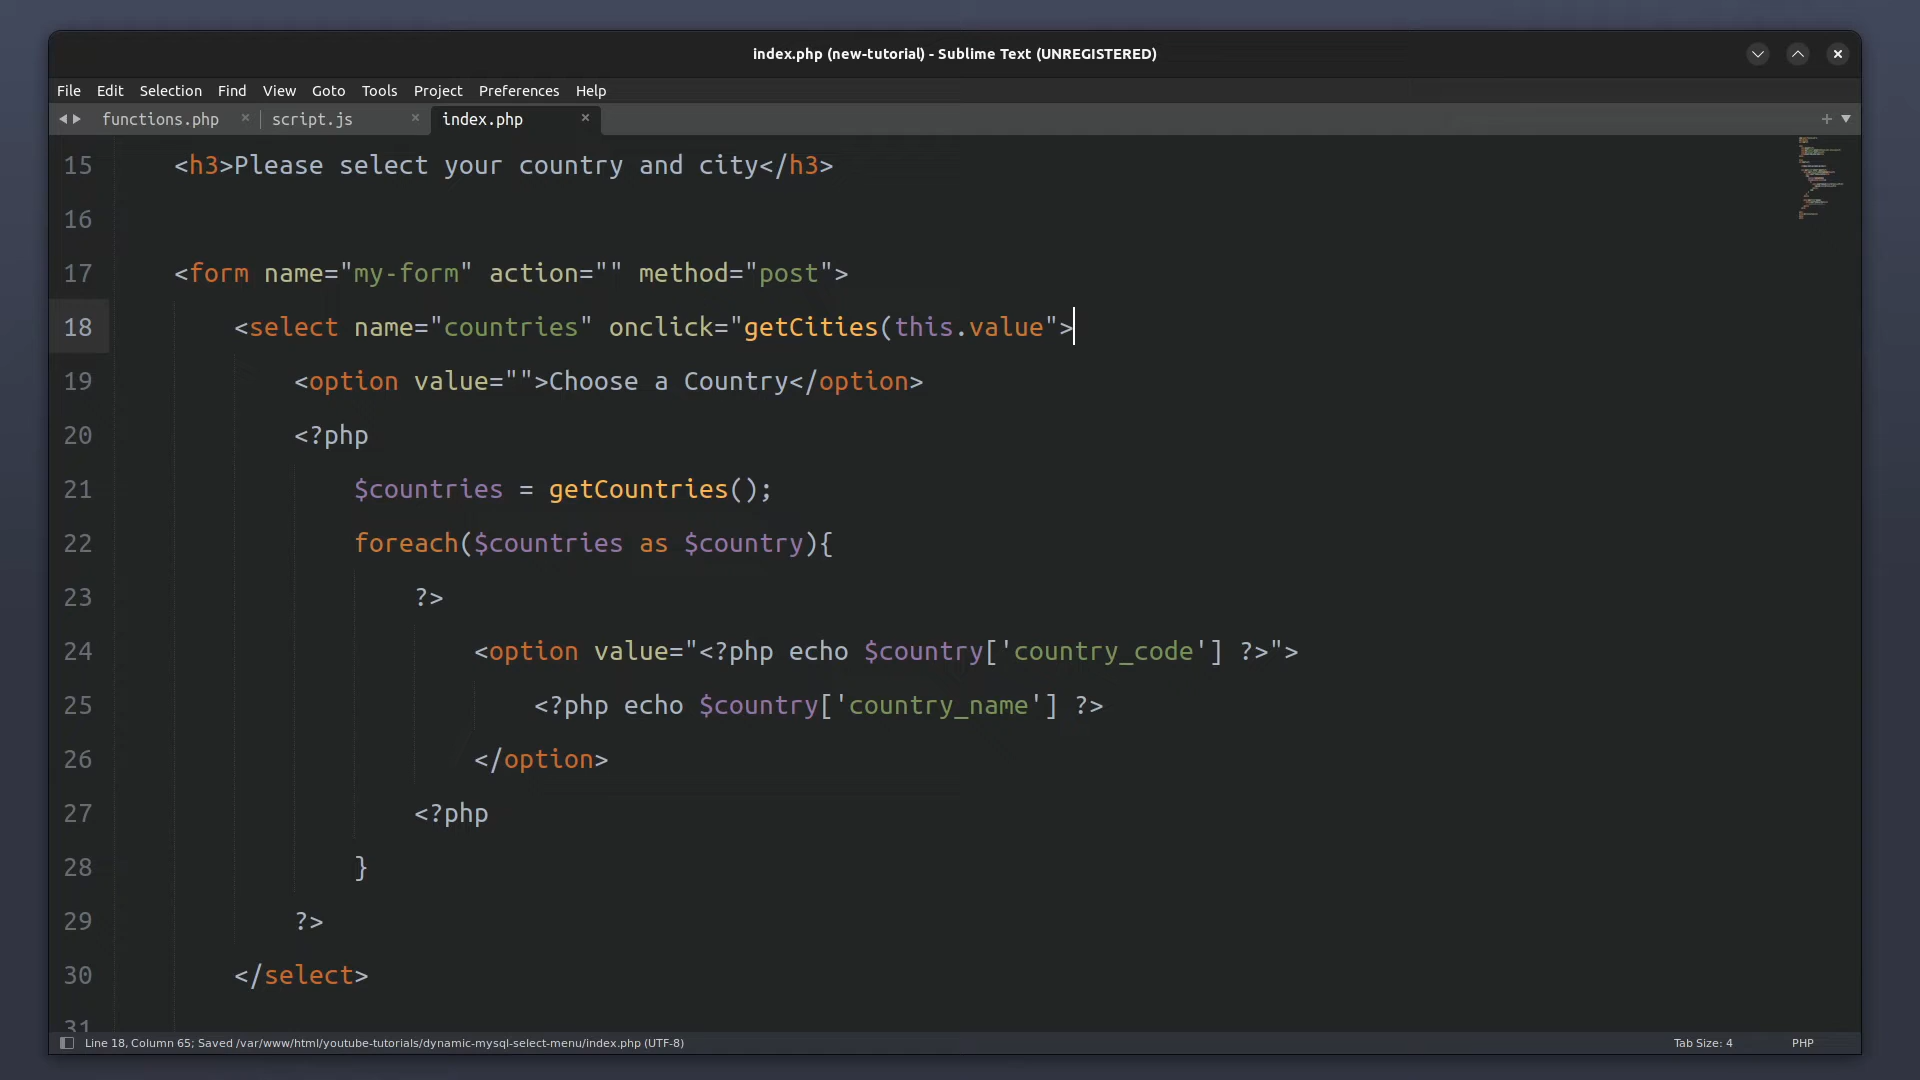 index.php (new-tutorial) - Sublime Text (UNREGISTERED)
File Edit Selection Find View Goto Tools Project Preferences Help
functions.php × script.js × index.php ×
15 <h3>Please select your country and city</h3>
16
17 <form name="my-form" action="" method="post">
18 <select name="countries" onclick="getCities(this.value">
19 <option value="">Choose a Country</option>
20 <?php
21 $countries = getCountries();
22 foreach($countries as $country){
23 ?>
24 <option value="<?php echo $country['country_code'] ?>">
25 <?php echo $country['country_name'] ?>
26 </option>
27 <?php
28 }
29 ?>
30 </select>
31
Line 18, Column 65; Saved /var/www/html/youtube-tutorials/dynamic-mysql-select-menu/index.php (UTF-8) Tab Size: 4 PHP